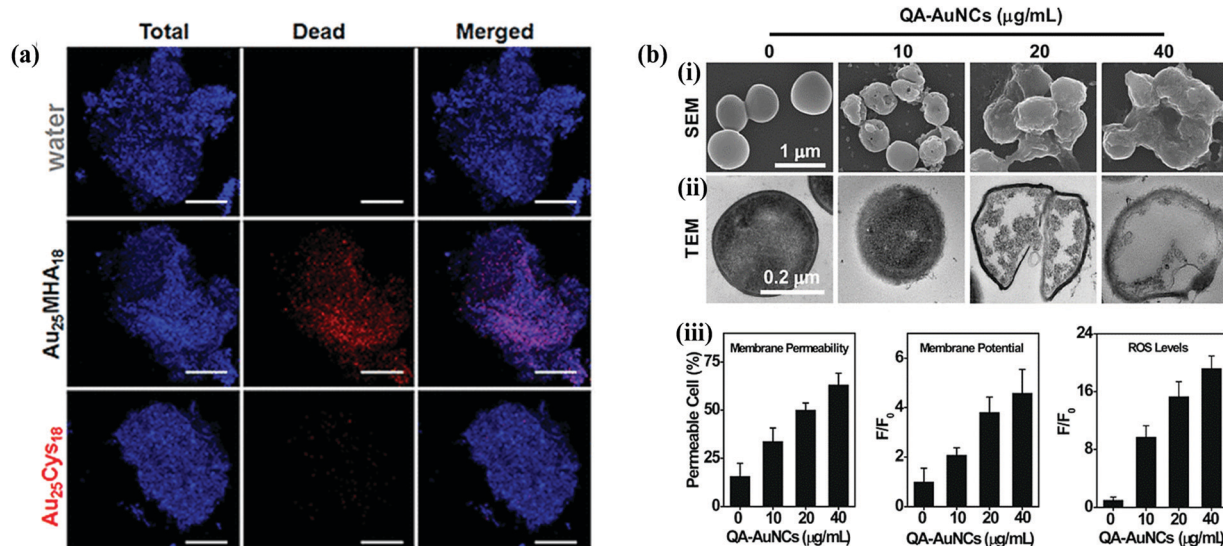 (a)
Total Dead Merged
water
Au₂₅MHA₁₈
Au₂₅Cys₁₈
(b)
QA-AuNCs (µg/mL)
0 10 20 40
(i)
SEM
1 µm
(ii)
TEM
0.2 µm
(iii)
Membrane Permeability
Permeable Cell (%)
75
50
25
0
0 10 20 40
QA-AuNCs (µg/mL)
Membrane Potential
F/F₀
6
4
2
0
0 10 20 40
QA-AuNCs (µg/mL)
ROS Levels
F/F₀
24
16
8
0
0 10 20 40
QA-AuNCs (µg/mL)